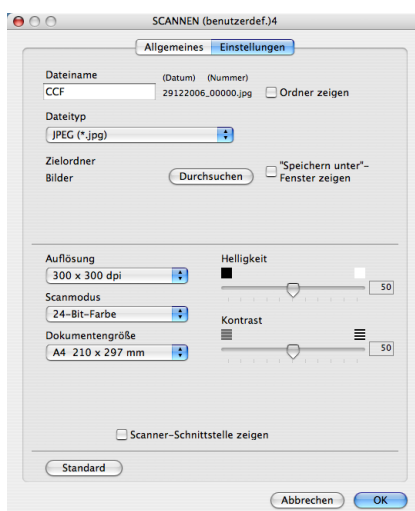 SCANNEN (benutzerdef.)4
Allgemeines Einstellungen
Dateiname (Datum) (Nummer)
CCF 29122006_00000.jpg Ordner zeigen
Dateityp
JPEG (*.jpg)
Zielordner
Bilder Durchsuchen "Speichern unter"-
Fenster zeigen
Auflösung Helligkeit
300 x 300 dpi 50
Scanmodus
24-Bit-Farbe Kontrast
Dokumentengröße
A4 210 x 297 mm 50
Scanner-Schnittstelle zeigen
Standard
Abbrechen OK